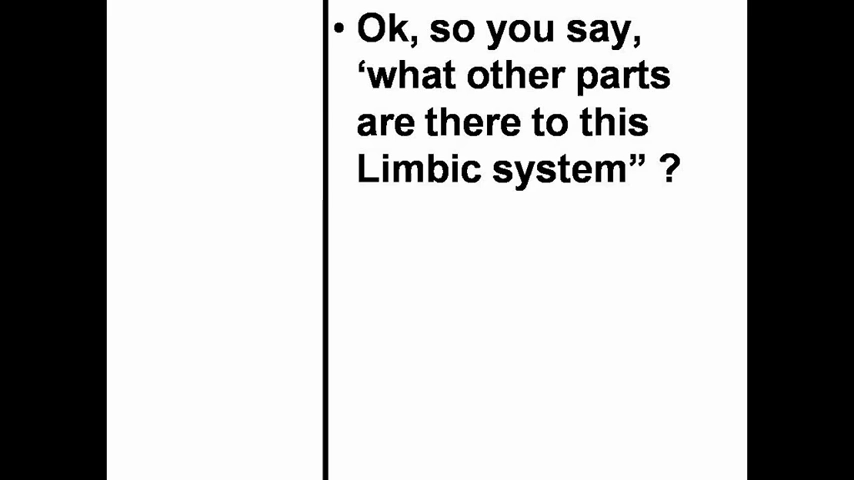 • Ok, so you say,
‘what other parts
are there to this
Limbic system” ?